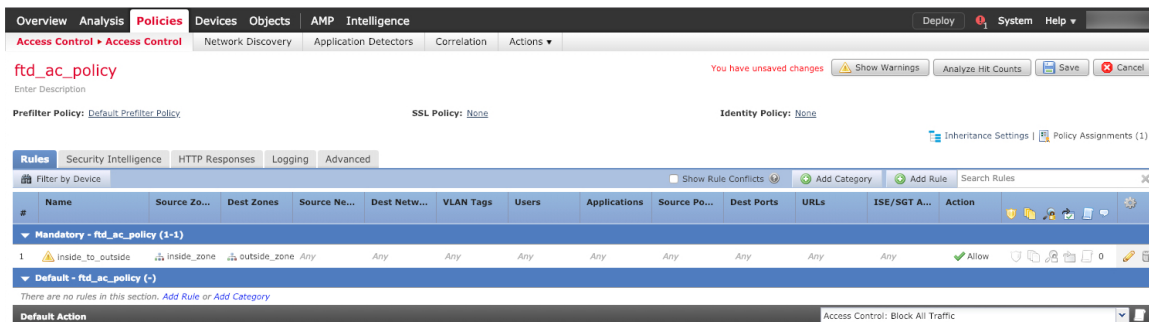 Overview Analysis Policies Devices Objects AMP Intelligence Deploy 1 System Help ▾
Access Control ▸ Access Control Network Discovery Application Detectors Correlation Actions ▾
ftd_ac_policy You have unsaved changes Show Warnings Analyze Hit Counts Save Cancel
Enter Description
Prefilter Policy: Default Prefilter Policy SSL Policy: None Identity Policy: None
Inheritance Settings | Policy Assignments (1)
Rules Security Intelligence HTTP Responses Logging Advanced
Filter by Device Show Rule Conflicts Add Category Add Rule Search Rules
# Name Source Zo... Dest Zones Source Ne... Dest Netw... VLAN Tags Users Applications Source Po... Dest Ports URLs ISE/SGT A... Action
Mandatory - ftd_ac_policy (1-1)
1 inside_to_outside inside_zone outside_zone Any Any Any Any Any Any Any Any Any Allow 0
Default - ftd_ac_policy (-)
There are no rules in this section. Add Rule or Add Category
Default Action Access Control: Block All Traffic